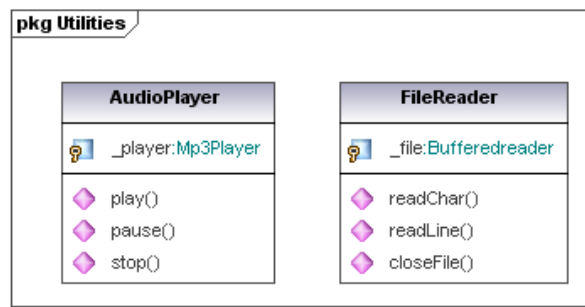 pkg Utilities
AudioPlayer
_player:Mp3Player
play()
pause()
stop()
FileReader
_file:Bufferedreader
readChar()
readLine()
closeFile()